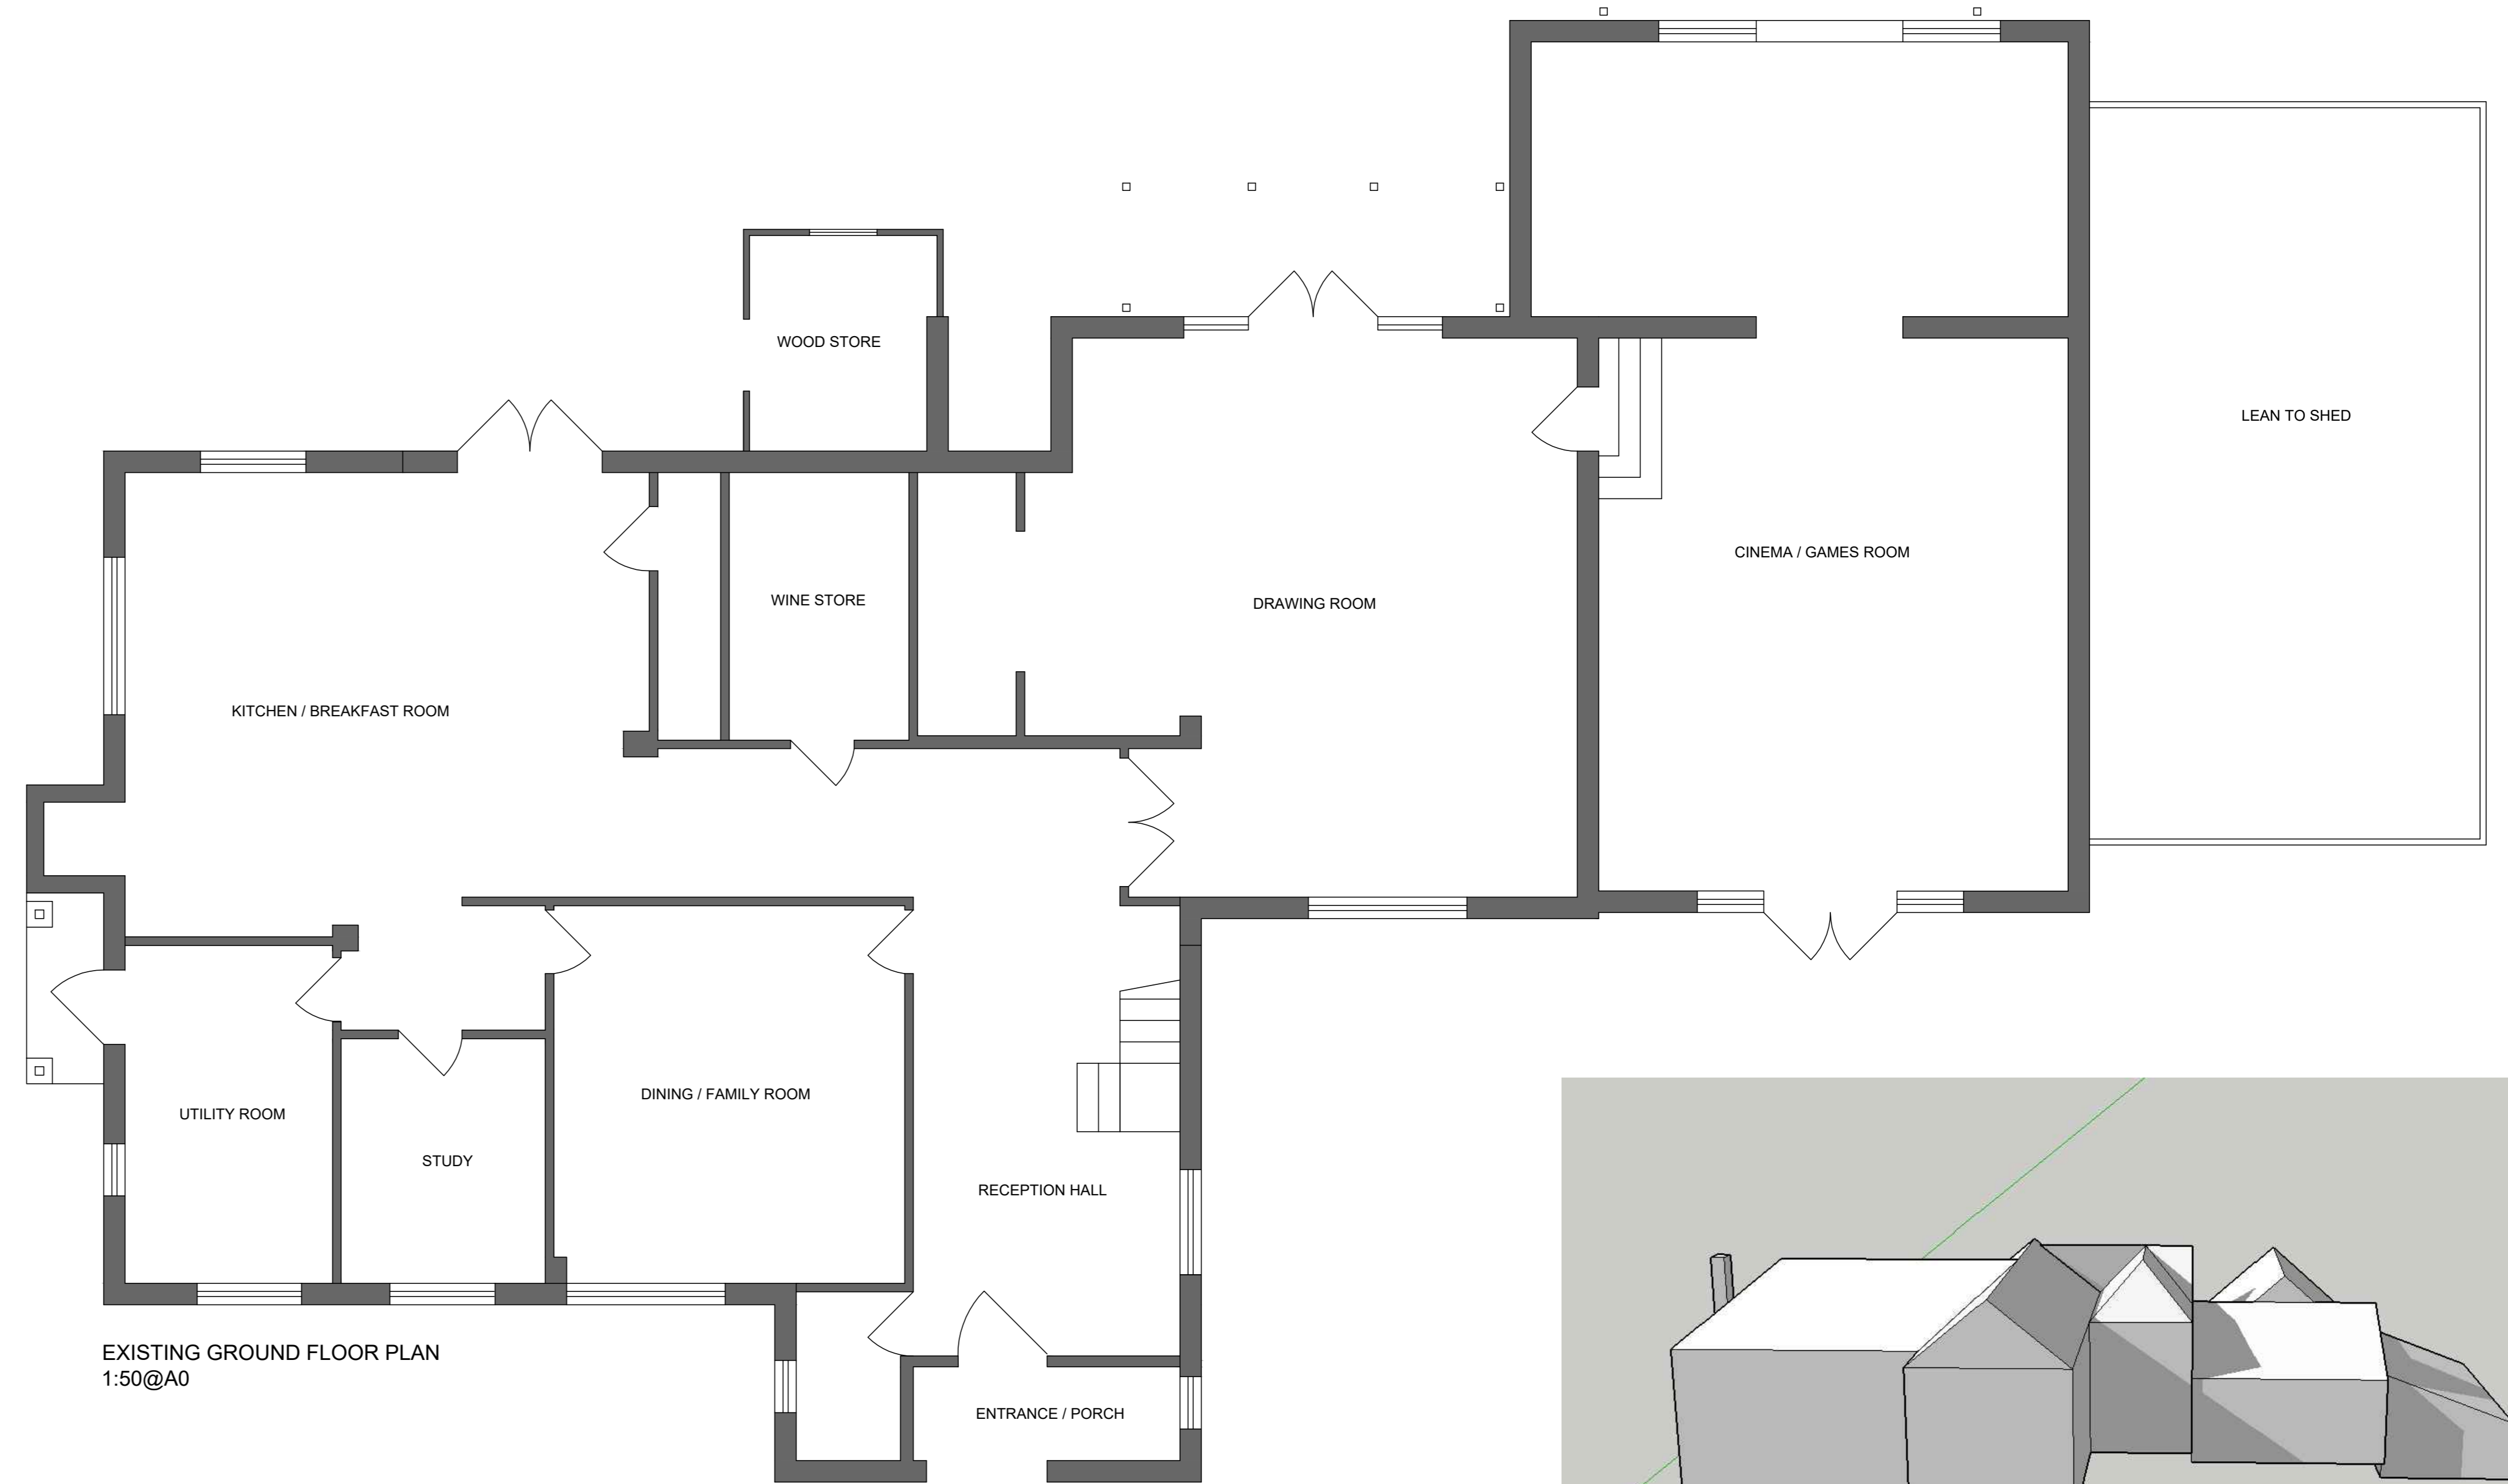 WOOD STORE
LEAN TO SHED
CINEMA / GAMES ROOM
WINE STORE
DRAWING ROOM
KITCHEN / BREAKFAST ROOM
DINING / FAMILY ROOM
UTILITY ROOM
STUDY
RECEPTION HALL
EXISTING GROUND FLOOR PLAN
1:50@A0
ENTRANCE / PORCH